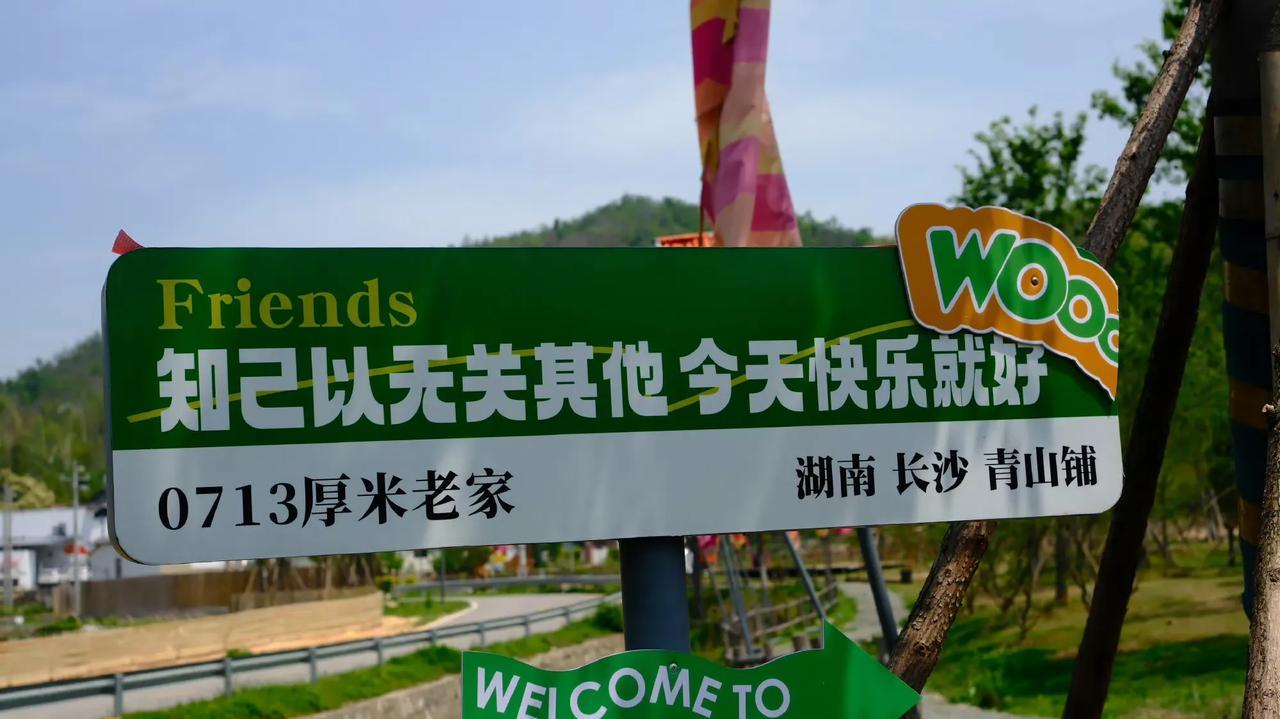 Friends
WOOO
知己以无关其他 今天快乐就好
0713厚米老家
湖南 长沙 青山铺
WELCOME TO